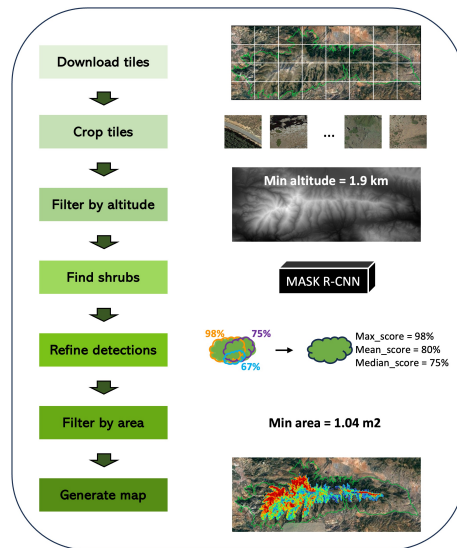 Download tiles
Crop tiles
...
Filter by altitude
Min altitude = 1.9 km
Find shrubs
MASK R-CNN
Refine detections
98%
75%
67%
Max_score = 98%
Mean_score = 80%
Median_score = 75%
Filter by area
Min area = 1.04 m2
Generate map